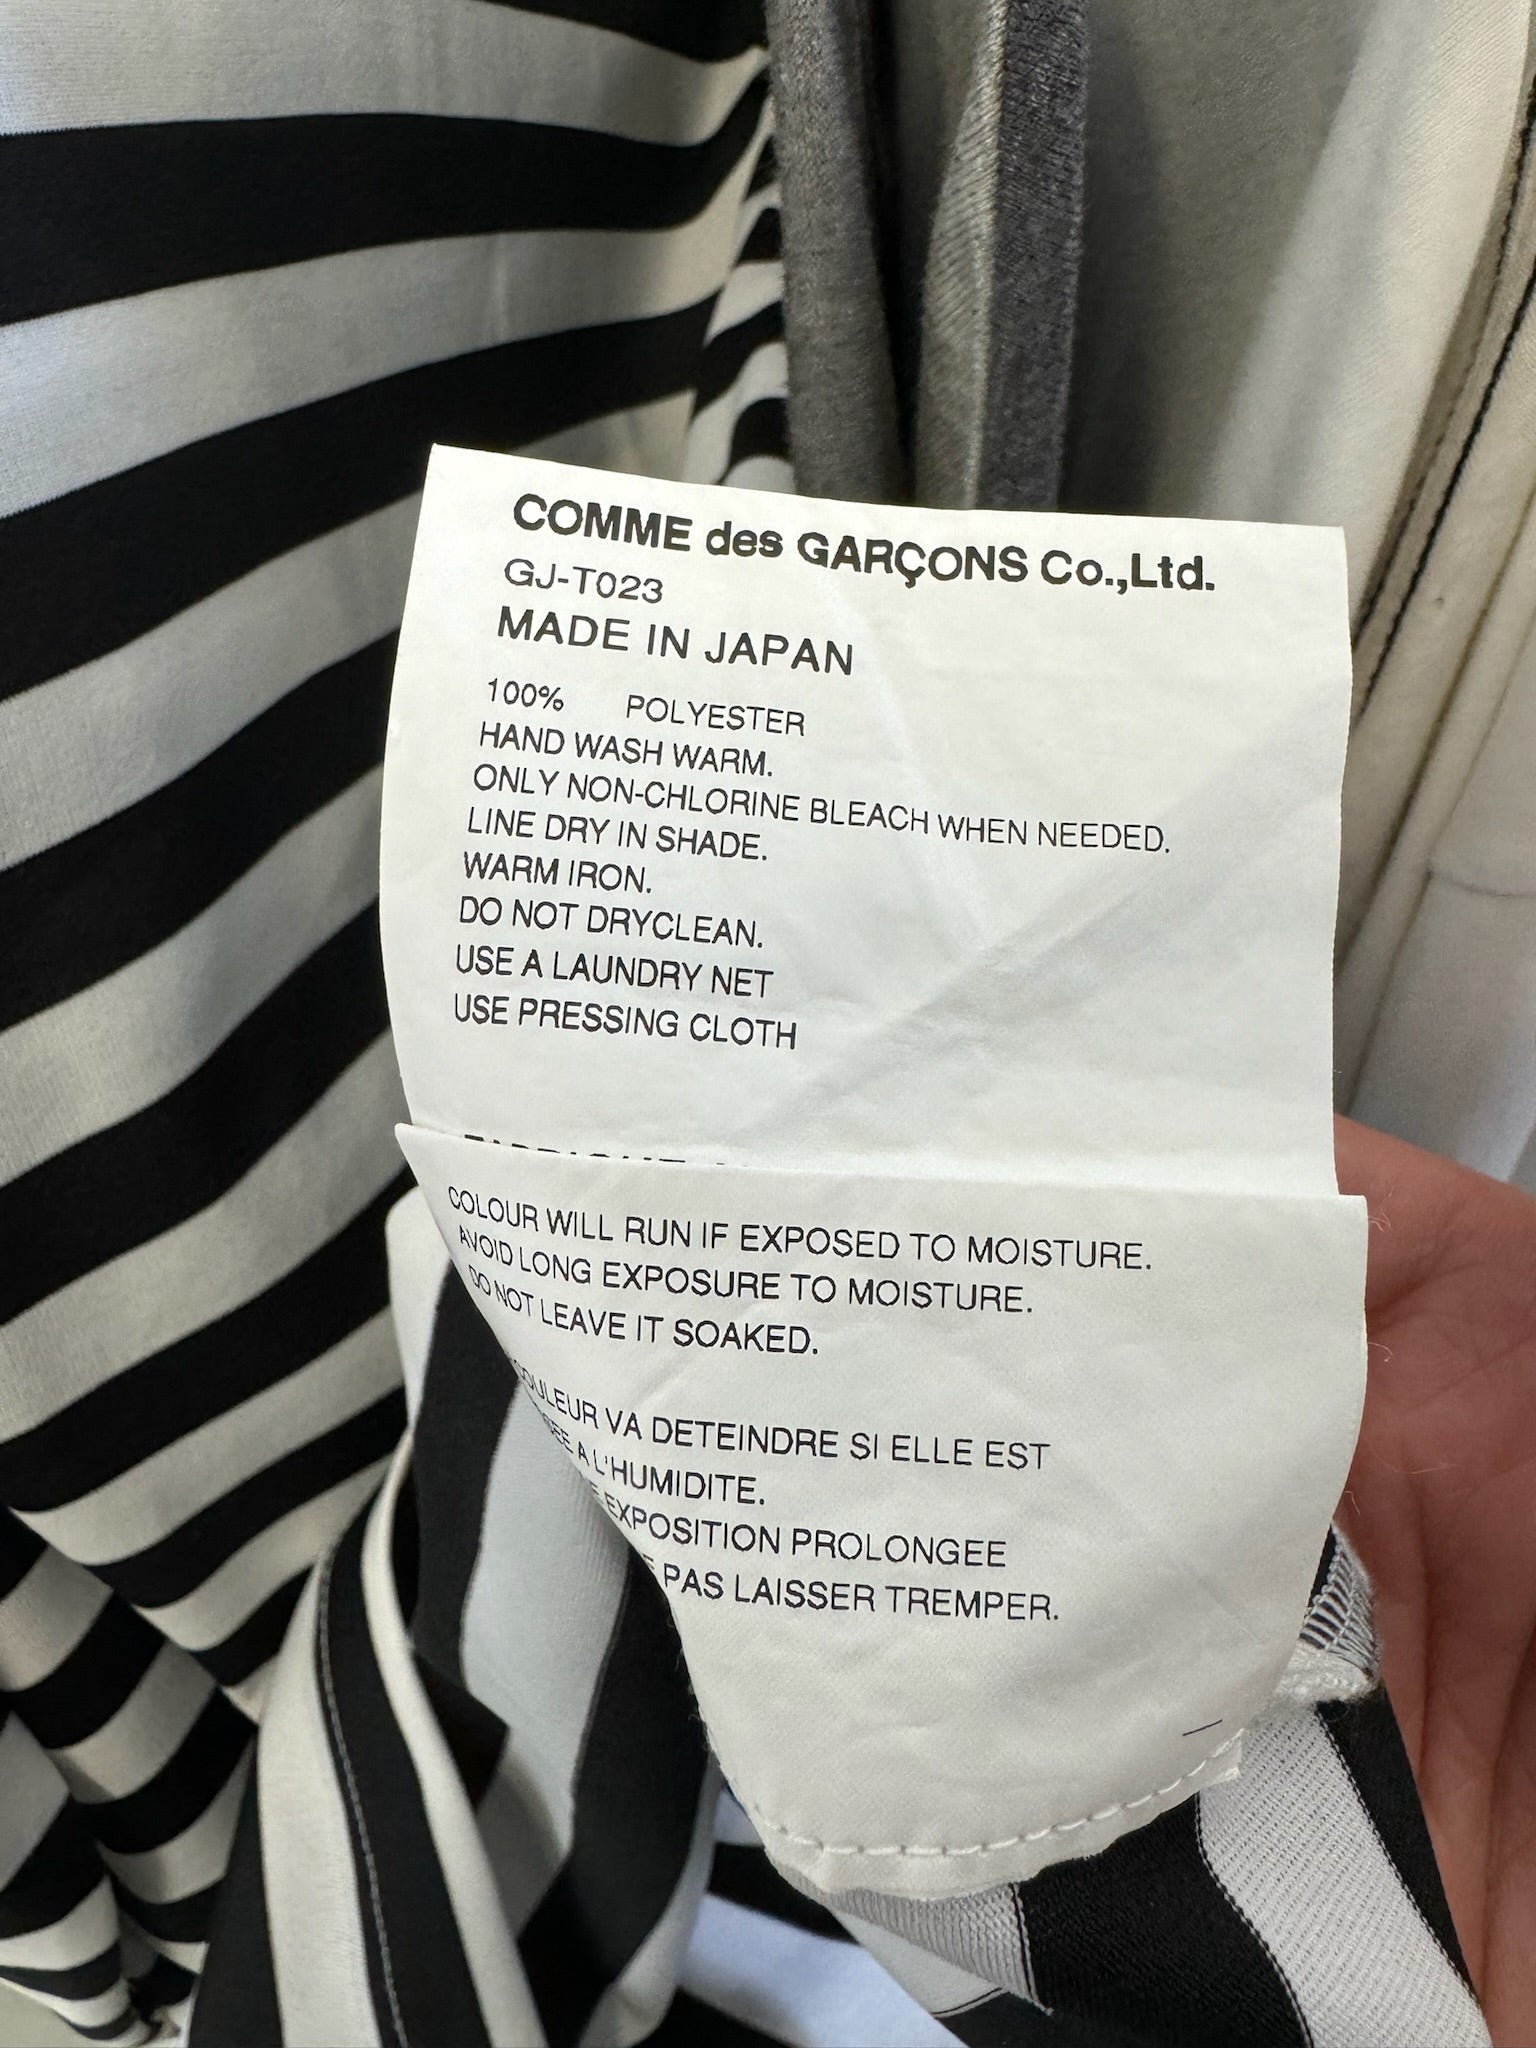 COMME des GARÇONS Co.,Ltd.
GJ-T023
MADE IN JAPAN
100% POLYESTER
HAND WASH WARM.
ONLY NON-CHLORINE BLEACH WHEN NEEDED.
LINE DRY IN SHADE.
WARM IRON.
DO NOT DRYCLEAN.
USE A LAUNDRY NET
USE PRESSING CLOTH
COLOUR WILL RUN IF EXPOSED TO MOISTURE.
AVOID LONG EXPOSURE TO MOISTURE.
DO NOT LEAVE IT SOAKED.
COULEUR VA DETEINDRE SI ELLE EST
A L'HUMIDITE.
EXPOSITION PROLONGEE
PAS LAISSER TREMPER.